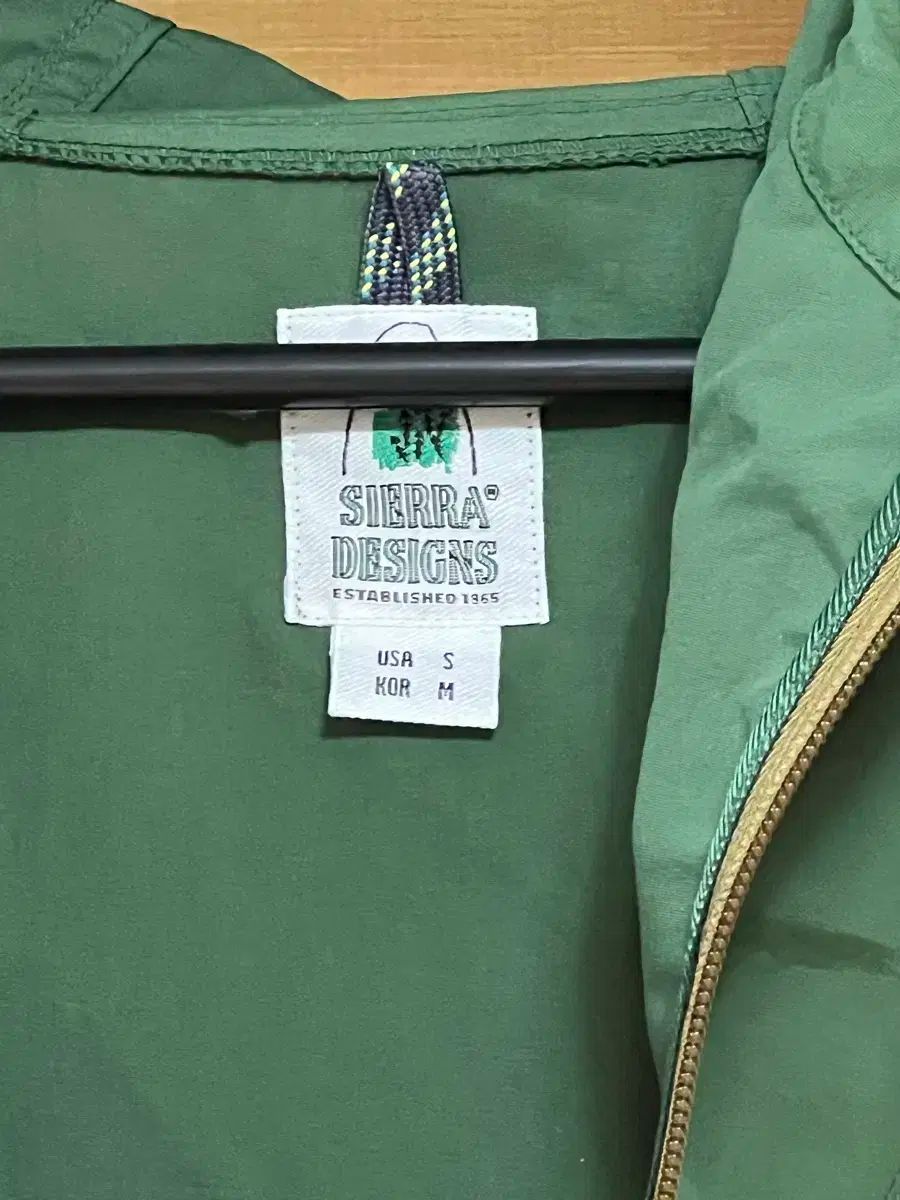 SIERRA®
DESIGNS
ESTABLISHED 1965
USA S
KOR M